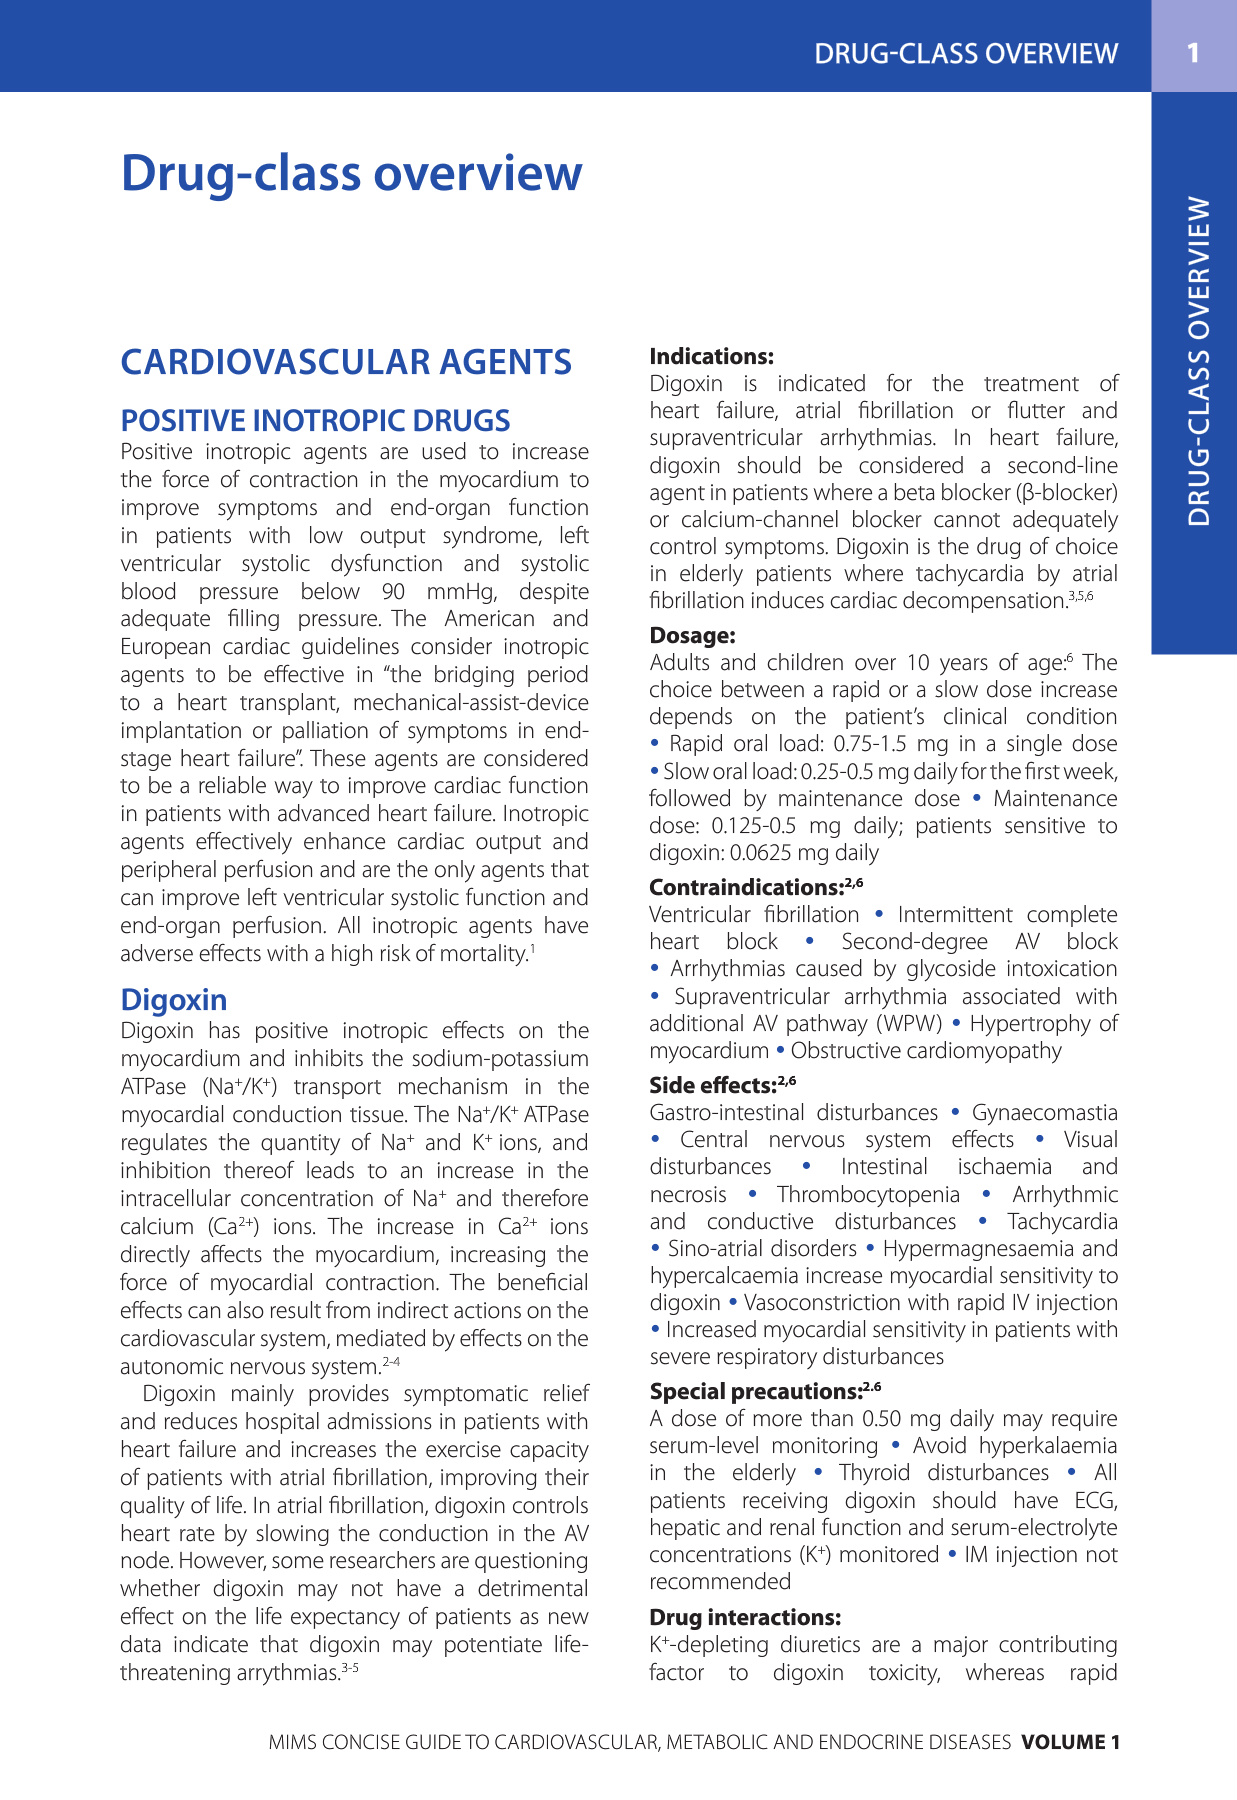 DRUG-CLASS OVERVIEW 1
DRUG-CLASS OVERVIEW
Drug-class overview
CARDIOVASCULAR AGENTS
POSITIVE INOTROPIC DRUGS
Positive inotropic agents are used to increase
the force of contraction in the myocardium to
improve symptoms and end-organ function
in patients with low output syndrome, left
ventricular systolic dysfunction and systolic
blood pressure below 90 mmHg, despite
adequate filling pressure. The American and
European cardiac guidelines consider inotropic
agents to be effective in “the bridging period
to a heart transplant, mechanical-assist-device
implantation or palliation of symptoms in end-
stage heart failure”. These agents are considered
to be a reliable way to improve cardiac function
in patients with advanced heart failure. Inotropic
agents effectively enhance cardiac output and
peripheral perfusion and are the only agents that
can improve left ventricular systolic function and
end-organ perfusion. All inotropic agents have
adverse effects with a high risk of mortality.¹
Digoxin
Digoxin has positive inotropic effects on the
myocardium and inhibits the sodium-potassium
ATPase (Na⁺/K⁺) transport mechanism in the
myocardial conduction tissue. The Na⁺/K⁺ ATPase
regulates the quantity of Na⁺ and K⁺ ions, and
inhibition thereof leads to an increase in the
intracellular concentration of Na⁺ and therefore
calcium (Ca²⁺) ions. The increase in Ca²⁺ ions
directly affects the myocardium, increasing the
force of myocardial contraction. The beneficial
effects can also result from indirect actions on the
cardiovascular system, mediated by effects on the
autonomic nervous system.²⁻⁴
Digoxin mainly provides symptomatic relief
and reduces hospital admissions in patients with
heart failure and increases the exercise capacity
of patients with atrial fibrillation, improving their
quality of life. In atrial fibrillation, digoxin controls
heart rate by slowing the conduction in the AV
node. However, some researchers are questioning
whether digoxin may not have a detrimental
effect on the life expectancy of patients as new
data indicate that digoxin may potentiate life-
threatening arrythmias.³⁻⁵
Indications:
Digoxin is indicated for the treatment of
heart failure, atrial fibrillation or flutter and
supraventricular arrhythmias. In heart failure,
digoxin should be considered a second-line
agent in patients where a beta blocker (β-blocker)
or calcium-channel blocker cannot adequately
control symptoms. Digoxin is the drug of choice
in elderly patients where tachycardia by atrial
fibrillation induces cardiac decompensation.³,⁵,⁶
Dosage:
Adults and children over 10 years of age:⁶ The
choice between a rapid or a slow dose increase
depends on the patient’s clinical condition
• Rapid oral load: 0.75-1.5 mg in a single dose
• Slow oral load: 0.25-0.5 mg daily for the first week,
followed by maintenance dose • Maintenance
dose: 0.125-0.5 mg daily; patients sensitive to
digoxin: 0.0625 mg daily
Contraindications:²,⁶
Ventricular fibrillation • Intermittent complete
heart block • Second-degree AV block
• Arrhythmias caused by glycoside intoxication
• Supraventricular arrhythmia associated with
additional AV pathway (WPW) • Hypertrophy of
myocardium • Obstructive cardiomyopathy
Side effects:²,⁶
Gastro-intestinal disturbances • Gynaecomastia
• Central nervous system effects • Visual
disturbances • Intestinal ischaemia and
necrosis • Thrombocytopenia • Arrhythmic
and conductive disturbances • Tachycardia
• Sino-atrial disorders • Hypermagnesaemia and
hypercalcaemia increase myocardial sensitivity to
digoxin • Vasoconstriction with rapid IV injection
• Increased myocardial sensitivity in patients with
severe respiratory disturbances
Special precautions:².⁶
A dose of more than 0.50 mg daily may require
serum-level monitoring • Avoid hyperkalaemia
in the elderly • Thyroid disturbances • All
patients receiving digoxin should have ECG,
hepatic and renal function and serum-electrolyte
concentrations (K⁺) monitored • IM injection not
recommended
Drug interactions:
K⁺-depleting diuretics are a major contributing
factor to digoxin toxicity, whereas rapid
MIMS CONCISE GUIDE TO CARDIOVASCULAR, METABOLIC AND ENDOCRINE DISEASES VOLUME 1